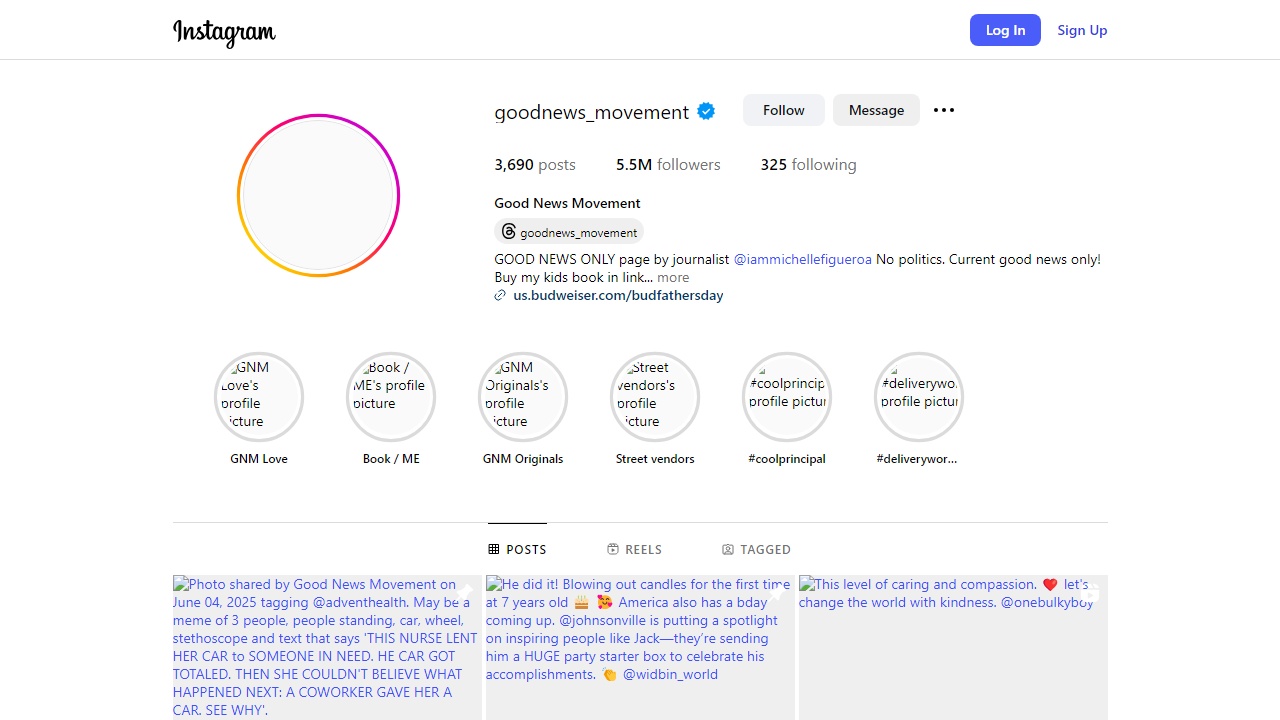 Instagram
Log In
Sign Up
goodnews_movement
Follow
Message
3,690 posts
5.5M followers
325 following
Good News Movement
goodnews_movement
GOOD NEWS ONLY page by journalist @iammichellefigueroa No politics. Current good news only!
Buy my kids book in link... more
us.budweiser.com/budfathersday
GNM
Love's
profile
picture
Book /
ME's profile
picture
GNM
Originals's
profile
picture
Street
vendors's
profile
picture
#coolprincip
profile pictur
#deliverywo
profile pictur
GNM Love
Book / ME
GNM Originals
Street vendors
#coolprincipal
#deliverywor...
POSTS
REELS
TAGGED
Photo shared by Good News Movement on
June 04, 2025 tagging @adventhealth. May be a
meme of 3 people, people standing, car, wheel,
stethoscope and text that says 'THIS NURSE LENT
HER CAR to SOMEONE IN NEED. HE CAR GOT
TOTALED. THEN SHE COULDN'T BELIEVE WHAT
HAPPENED NEXT: A COWORKER GAVE HER A
CAR. SEE WHY'.
He did it! Blowing out candles for the first time
at 7 years old 🎂 🥰 America also has a bday
coming up. @johnsonville is putting a spotlight
on inspiring people like Jack—they’re sending
him a HUGE party starter box to celebrate his
accomplishments. 👏 @widbin_world
This level of caring and compassion. ❤️ let's
change the world with kindness. @onebulkyboy